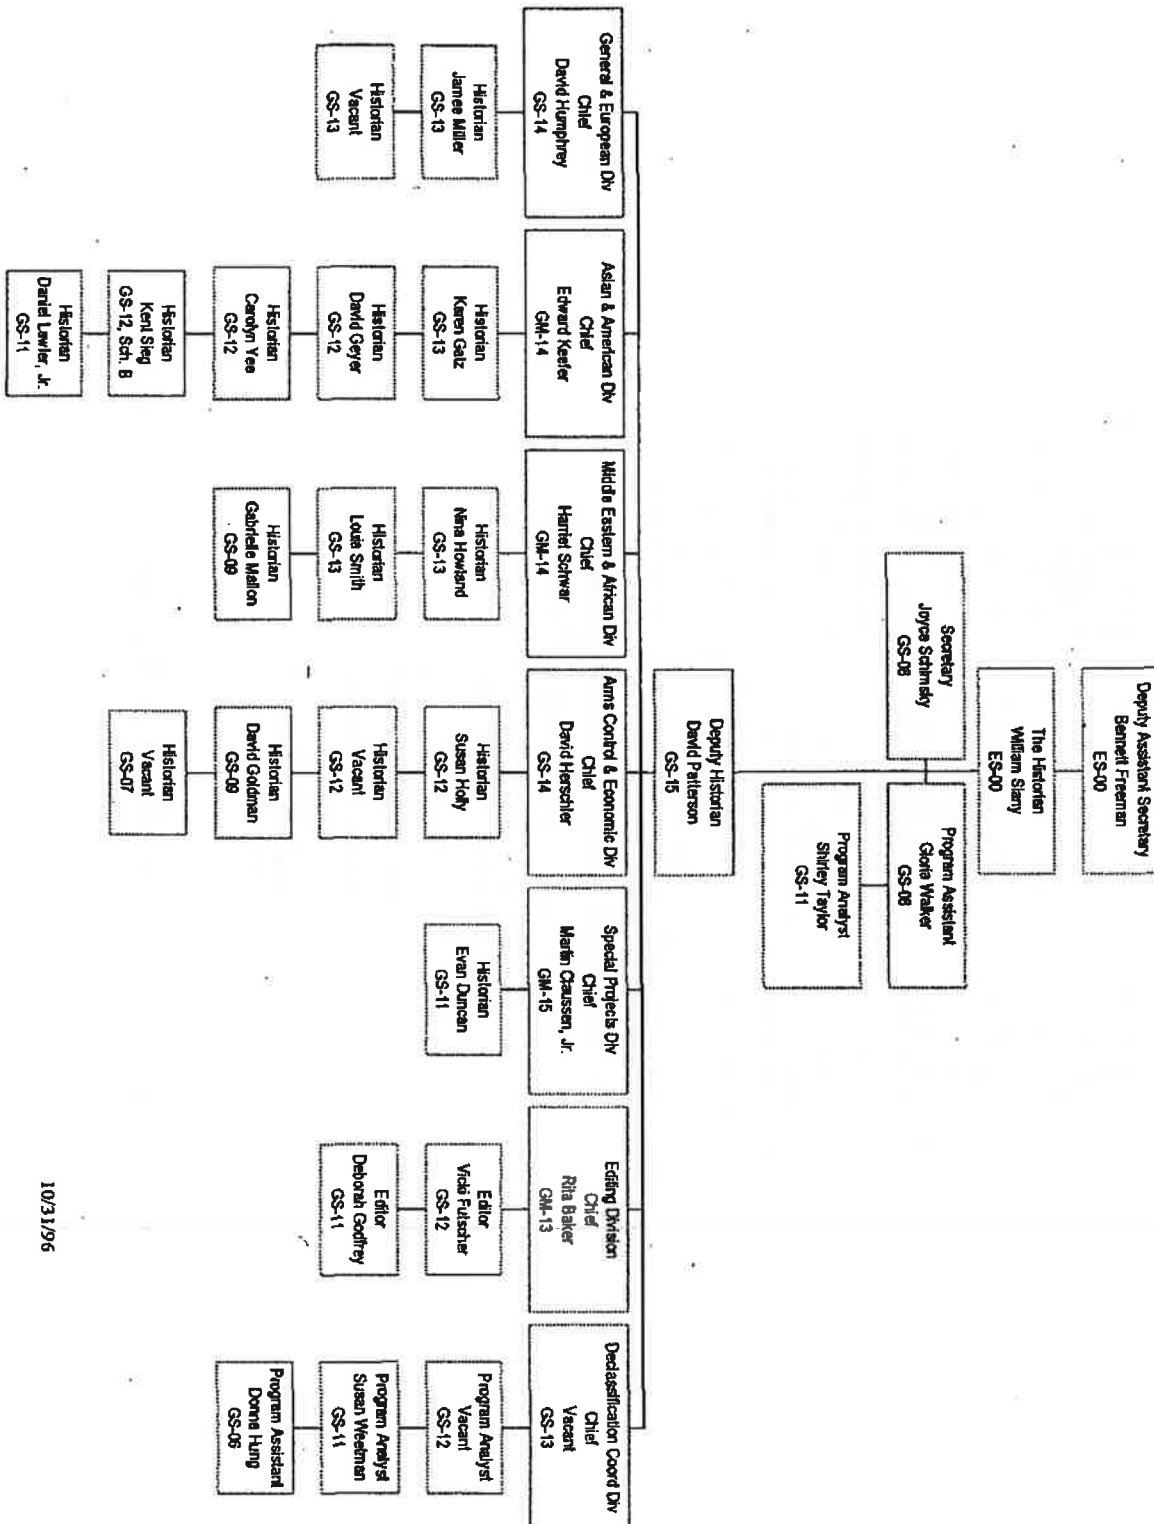 Deputy Assistant Secretary
Bennett Freeman
ES-00
The Historian
William Slany
ES-00
Secretary
Joyce Schimsky
GS-08
Program Assistant
Gloria Walker
GS-08
Program Analyst
Shirley Taylor
GS-11
Deputy Historian
David Patterson
GS-15
General & European Div
Chief
David Humphrey
GS-14
Historian
James Miller
GS-13
Historian
Vacant
GS-13
Asian & American Div
Chief
Edward Keefer
GM-14
Historian
Karen Gatz
GS-13
Historian
David Geyer
GS-12
Historian
Carolyn Yee
GS-12
Historian
Kent Sieg
GS-12, Sch. B
Historian
Daniel Lawler, Jr.
GS-11
Middle Eastern & African Div
Chief
Harriet Schwar
GM-14
Historian
Nina Howland
GS-13
Historian
Louis Smith
GS-13
Historian
Gabrielle Mallon
GS-09
Arms Control & Economic Div
Chief
David Herschler
GS-14
Historian
Susan Holly
GS-12
Historian
Vacant
GS-12
Historian
David Goldman
GS-09
Historian
Vacant
GS-07
Special Projects Div
Chief
Martin Claussen, Jr.
GM-15
Historian
Evan Duncan
GS-11
Editing Division
Chief
Rita Baker
GM-13
Editor
Vicki Futscher
GS-12
Editor
Deborah Godfrey
GS-11
Declassification Coord Div
Chief
Vacant
GS-13
Program Analyst
Vacant
GS-12
Program Analyst
Susan Weetman
GS-11
Program Assistant
Donna Hung
GS-06
10/31/96